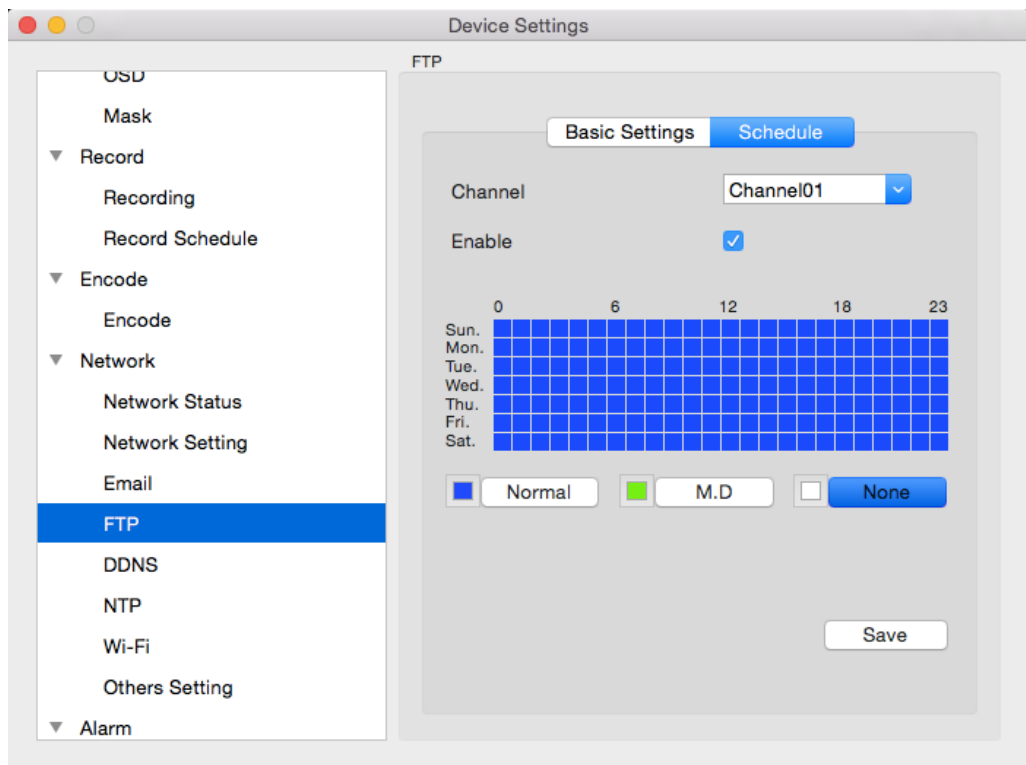 Device Settings
OSD
Mask
Record
Recording
Record Schedule
Encode
Encode
Network
Network Status
Network Setting
Email
FTP
DDNS
NTP
Wi-Fi
Others Setting
Alarm
FTP
Basic Settings Schedule
Channel Channel01
Enable
0 6 12 18 23
Sun.
Mon.
Tue.
Wed.
Thu.
Fri.
Sat.
Normal M.D None
Save